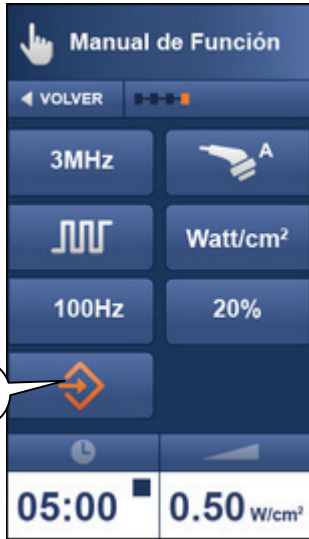 Manual de Función
VOLVER
3MHz
A
Watt/cm²
100Hz
20%
05:00
0.50 W/cm²